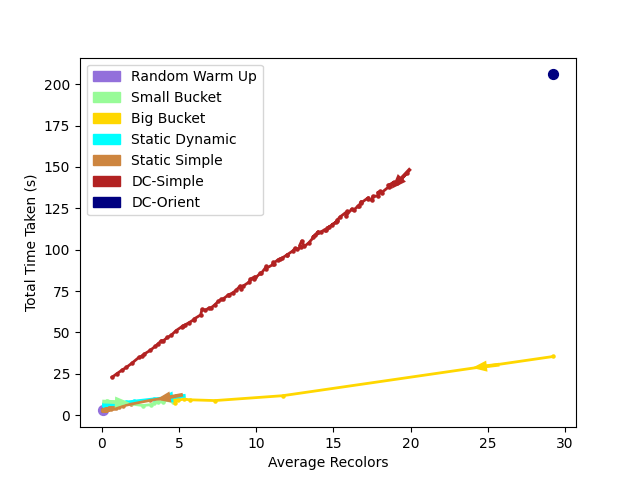 Random Warm Up
Small Bucket
Big Bucket
Static Dynamic
Static Simple
DC-Simple
DC-Orient
Total Time Taken (s)
200
175
150
125
100
75
50
25
0
0 5 10 15 20 25 30
Average Recolors